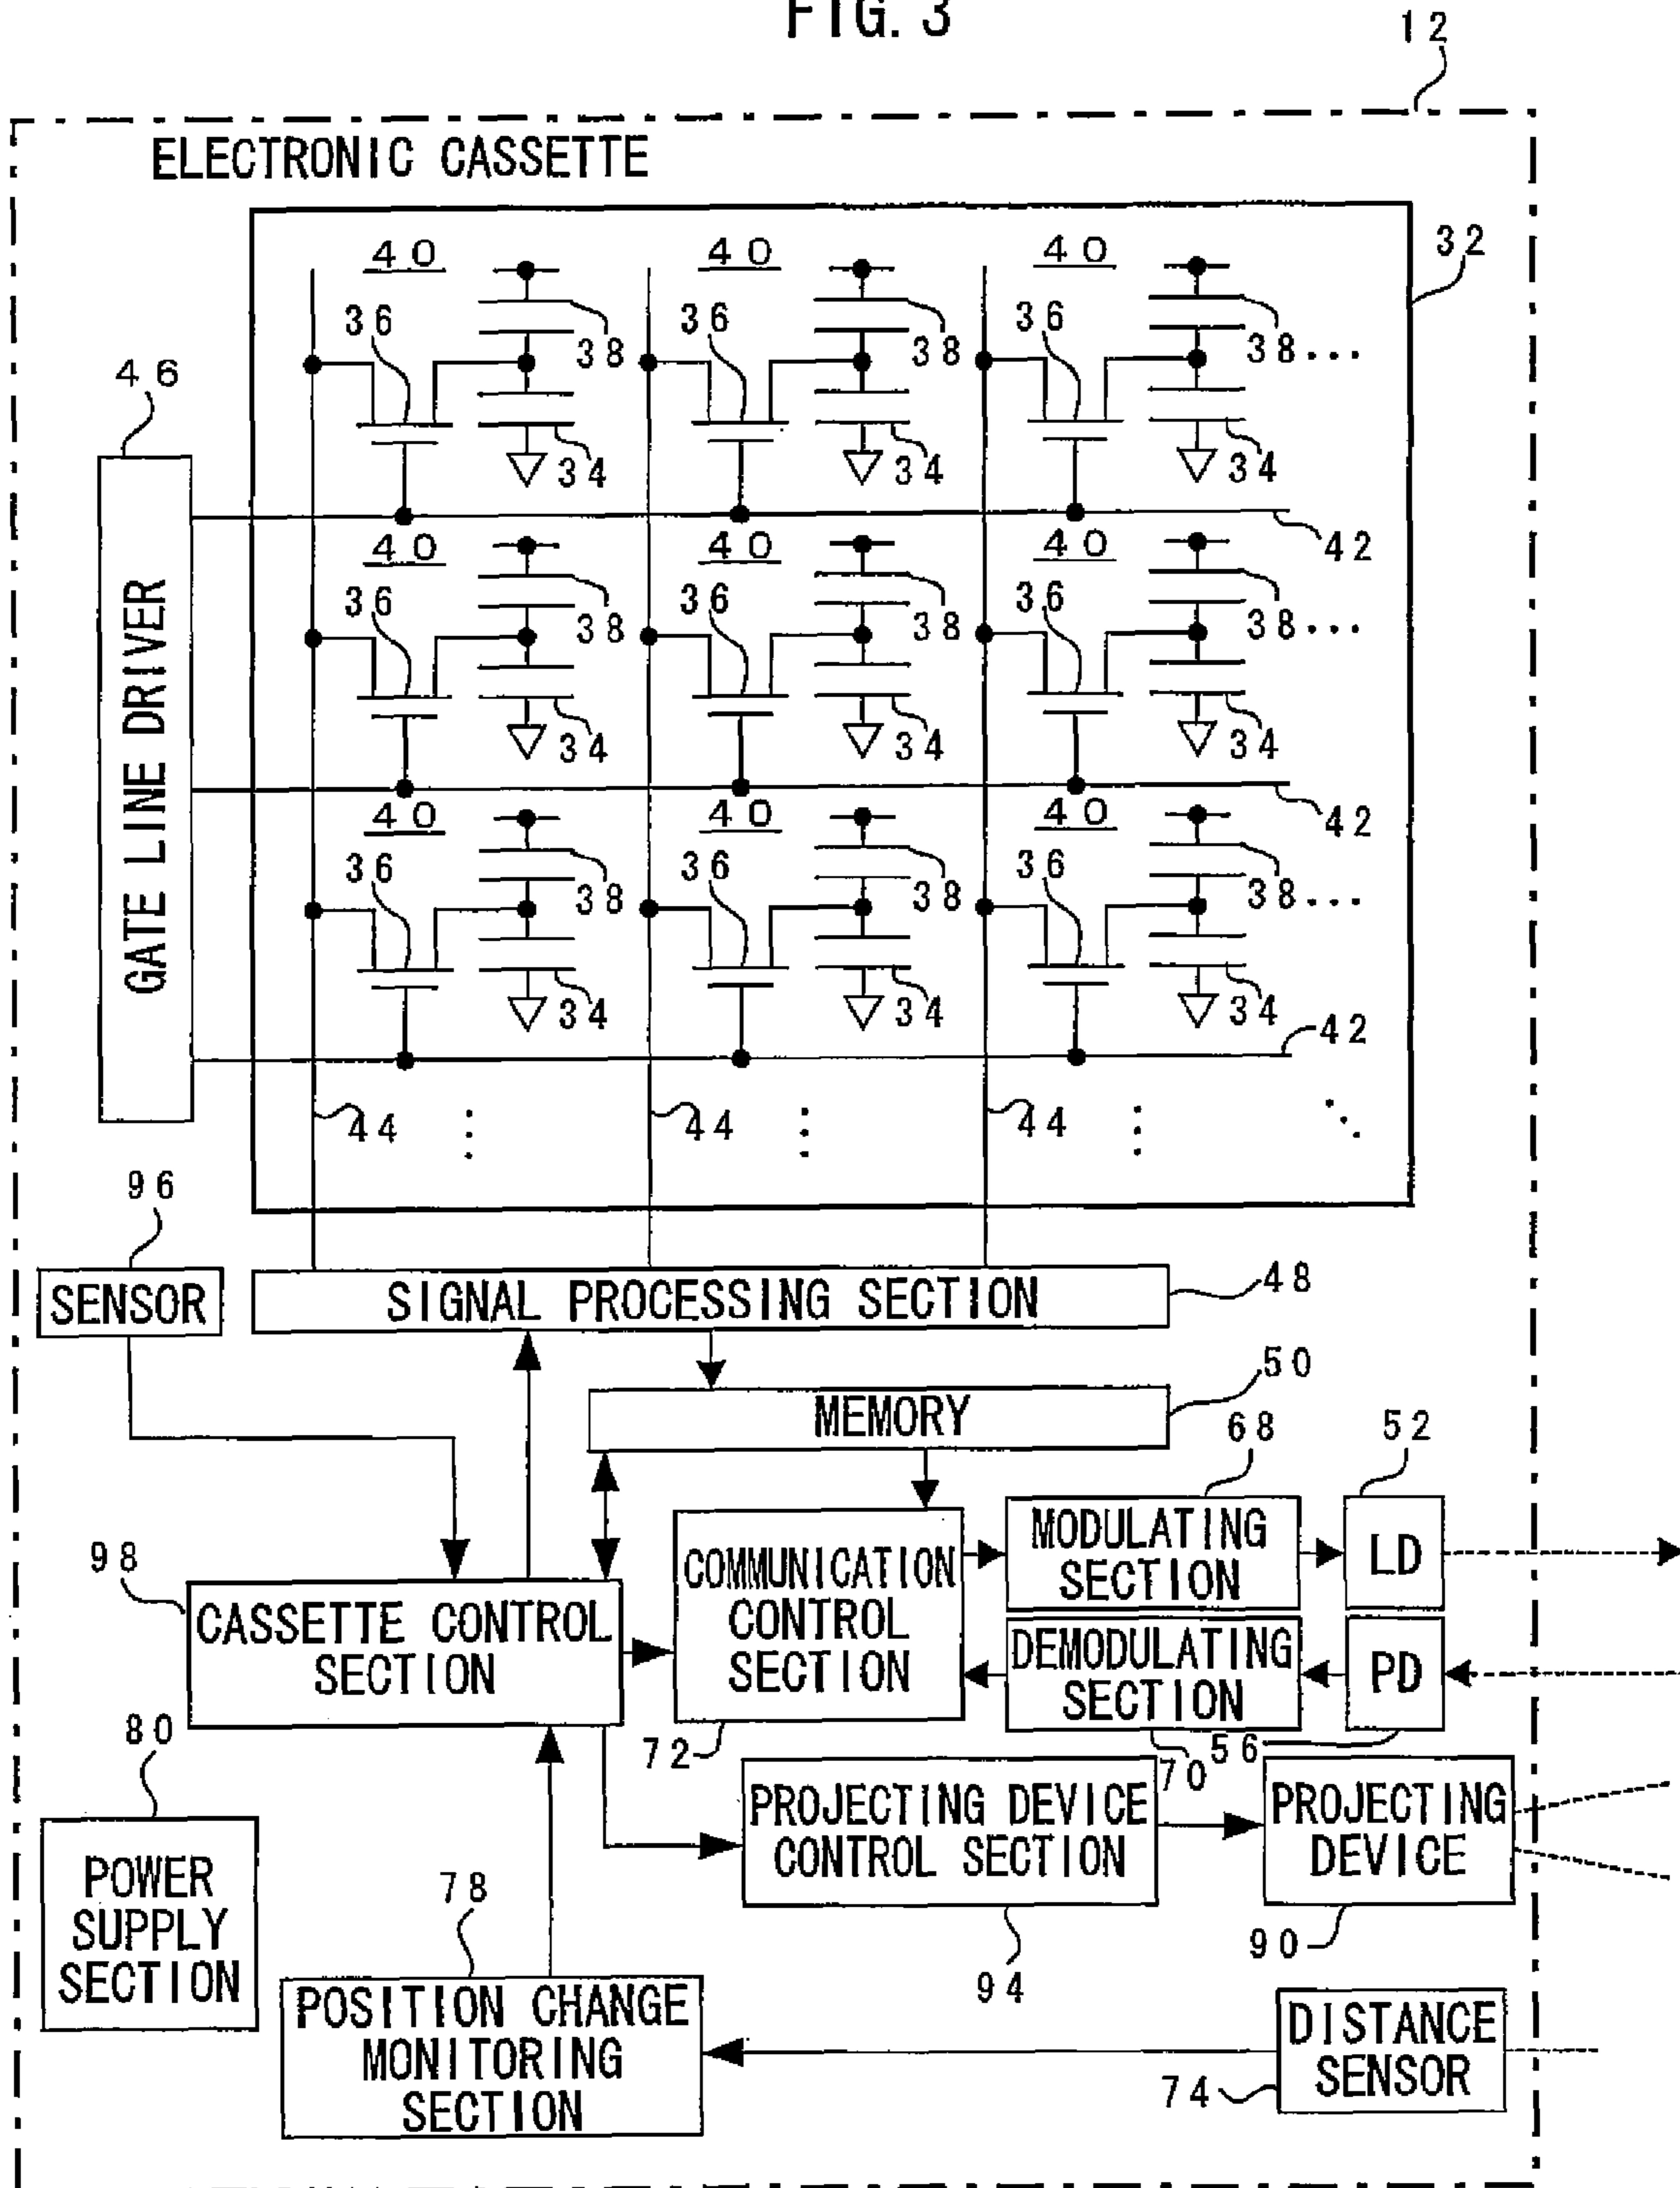 FIG. 3
12
ELECTRONIC CASSETTE
32
40 40 40
36 38 36 38 36 38...
46
34 34 34
42
40 40 40
36 38 36 38 36 38...
34 34 34
42
GATE LINE DRIVER
40 40 40
36 38 36 38 36 38...
34 34 34
42
44 44 44
96
SENSOR
SIGNAL PROCESSING SECTION
48
50
MEMORY
68
52
MODULATING
SECTION
LD
98
CASSETTE CONTROL
SECTION
COMMUNICATION
CONTROL
SECTION
DEMODULATING
SECTION
PD
72
70
56
80
POWER
SUPPLY
SECTION
PROJECTING DEVICE
CONTROL SECTION
PROJECTING
DEVICE
94
90
78
POSITION CHANGE
MONITORING
SECTION
DISTANCE
SENSOR
74